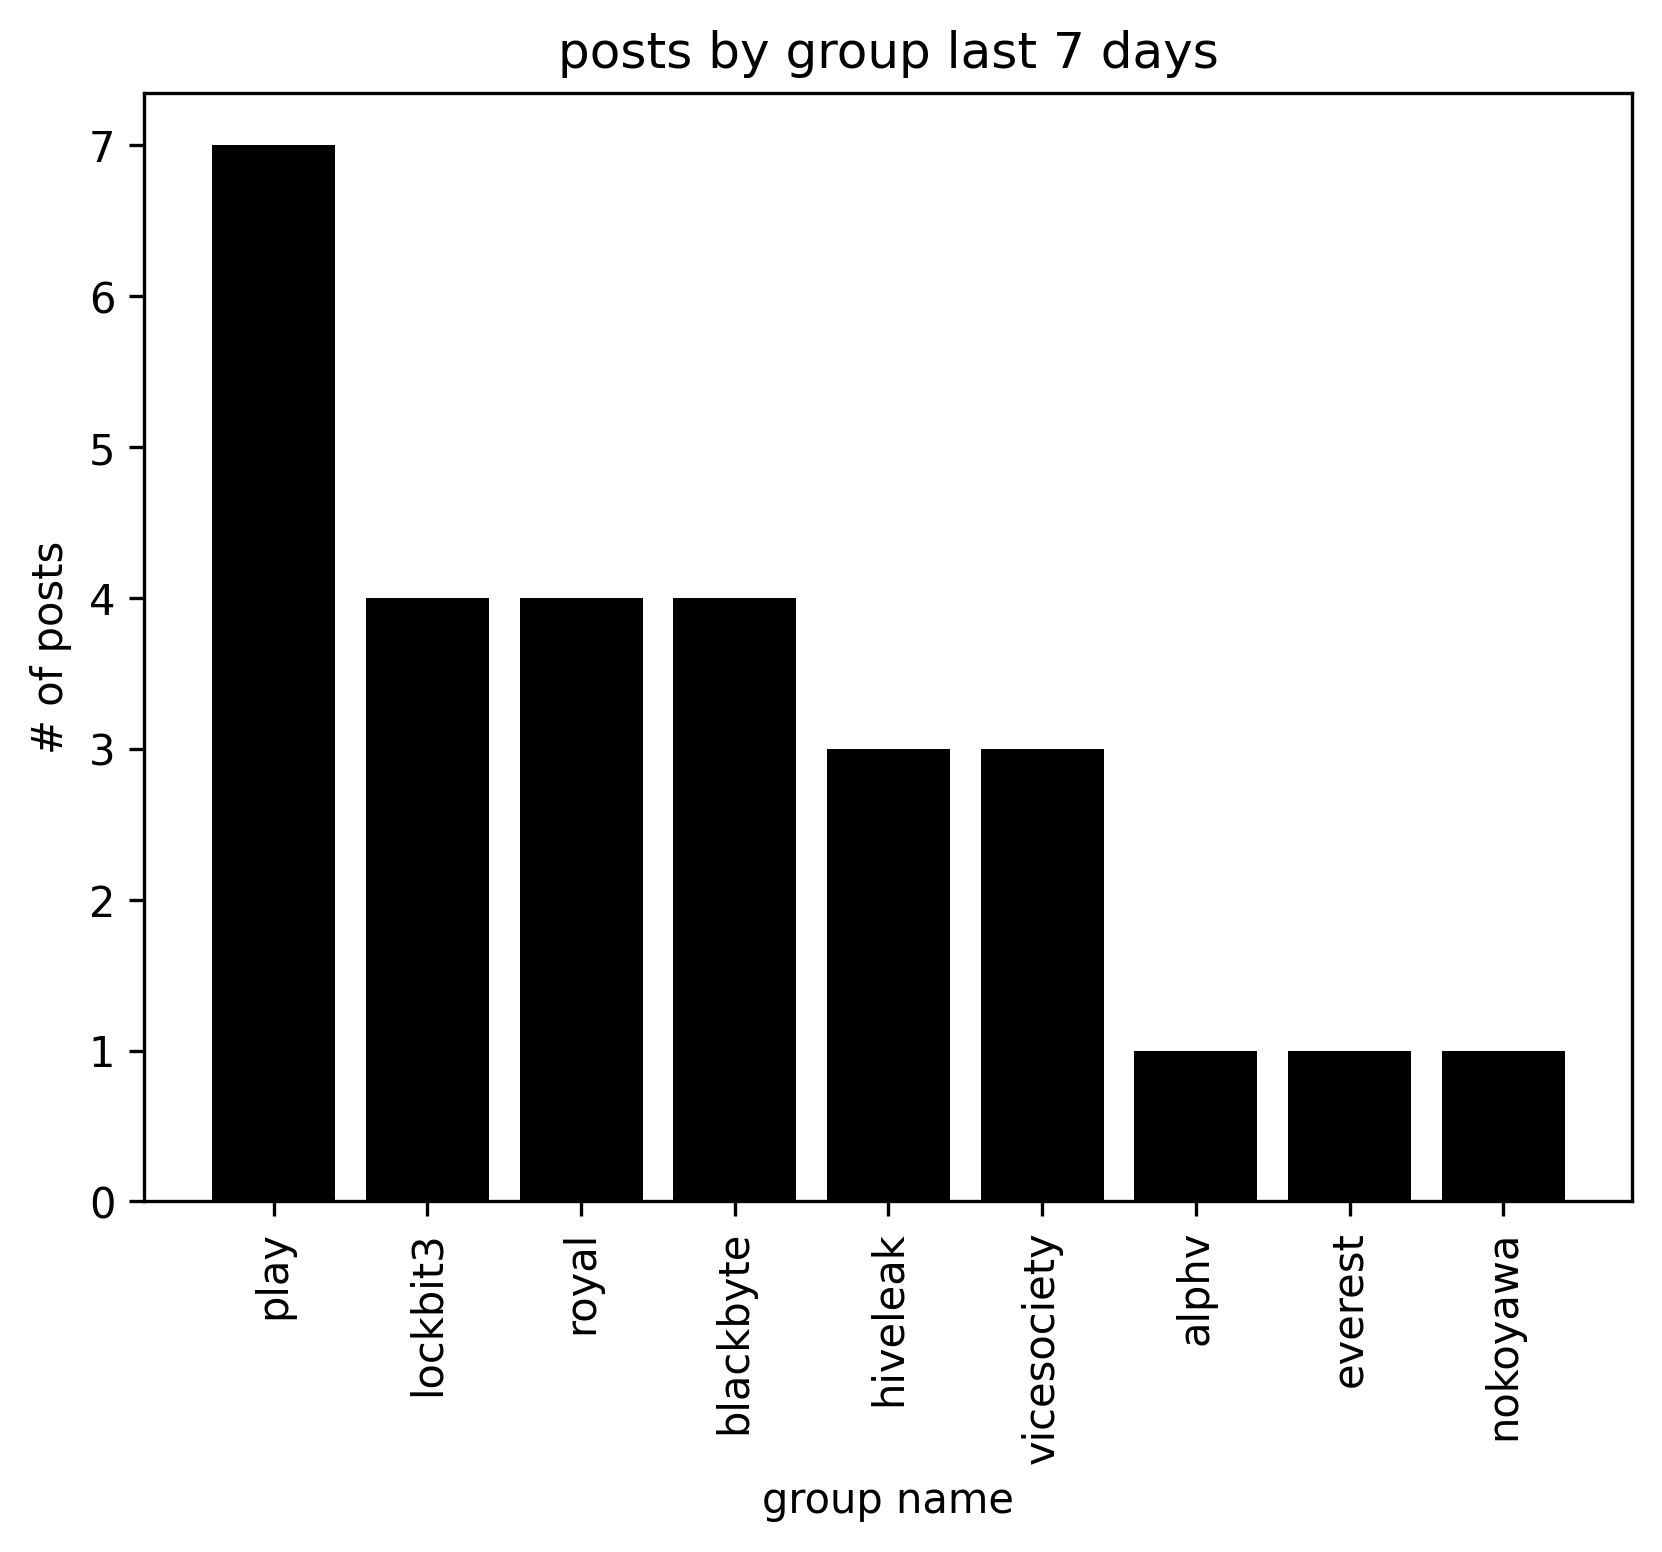 posts by group last 7 days
7
6
5
4
3
2
1
0
# of posts
play
lockbit3
royal
blackbyte
hiveleak
vicesociety
alphv
everest
nokoyawa
group name